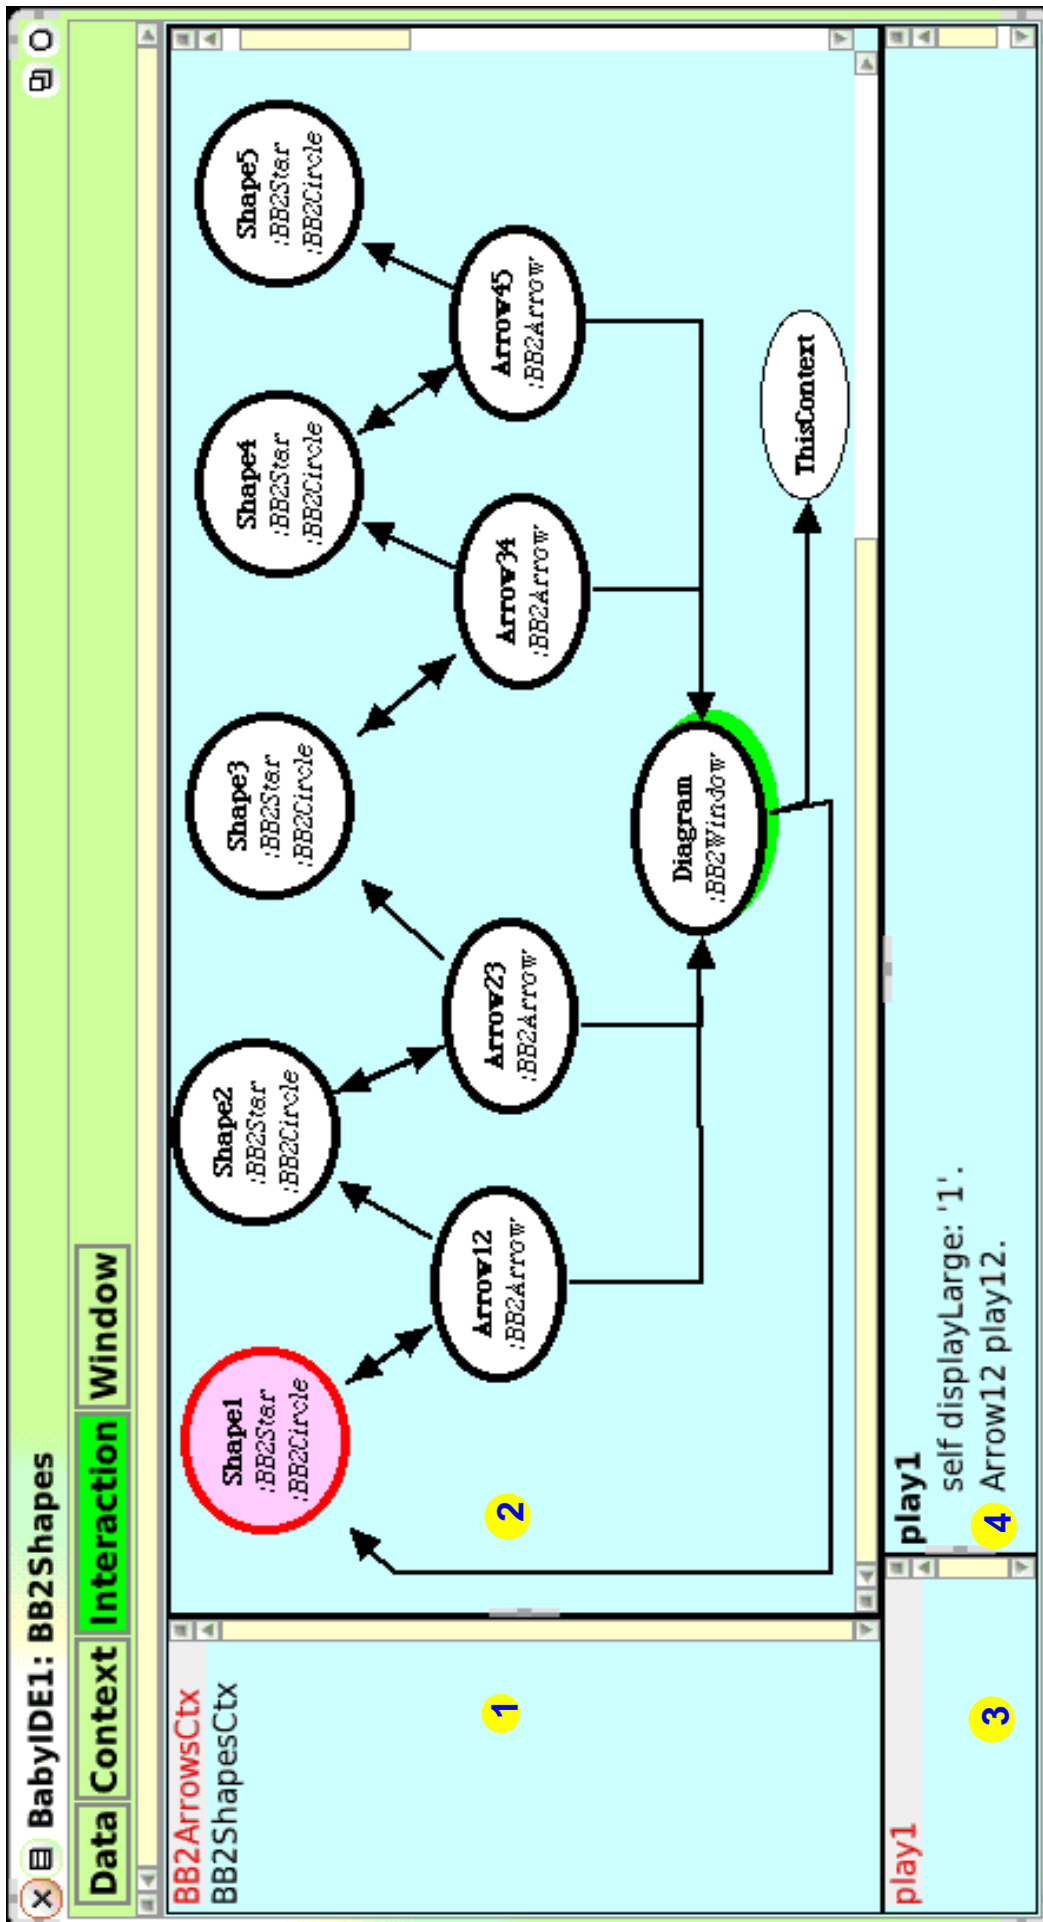 BabyIDE1: BB2Shapes
Data Context Interaction Window
BB2ArrowsCtx
BB2ShapesCtx
1
Shape1
:BB2Star
:BB2Circle
Shape2
:BB2Star
:BB2Circle
Shape3
:BB2Star
:BB2Circle
Shape4
:BB2Star
:BB2Circle
Shape5
:BB2Star
:BB2Circle
Arrow12
:BB2Arrow
Arrow23
:BB2Arrow
Arrow34
:BB2Arrow
Arrow45
:BB2Arrow
2
Diagram
:BB2Window
ThisContext
play1
3
play1
self displayLarge: '1'.
Arrow12 play12.
4